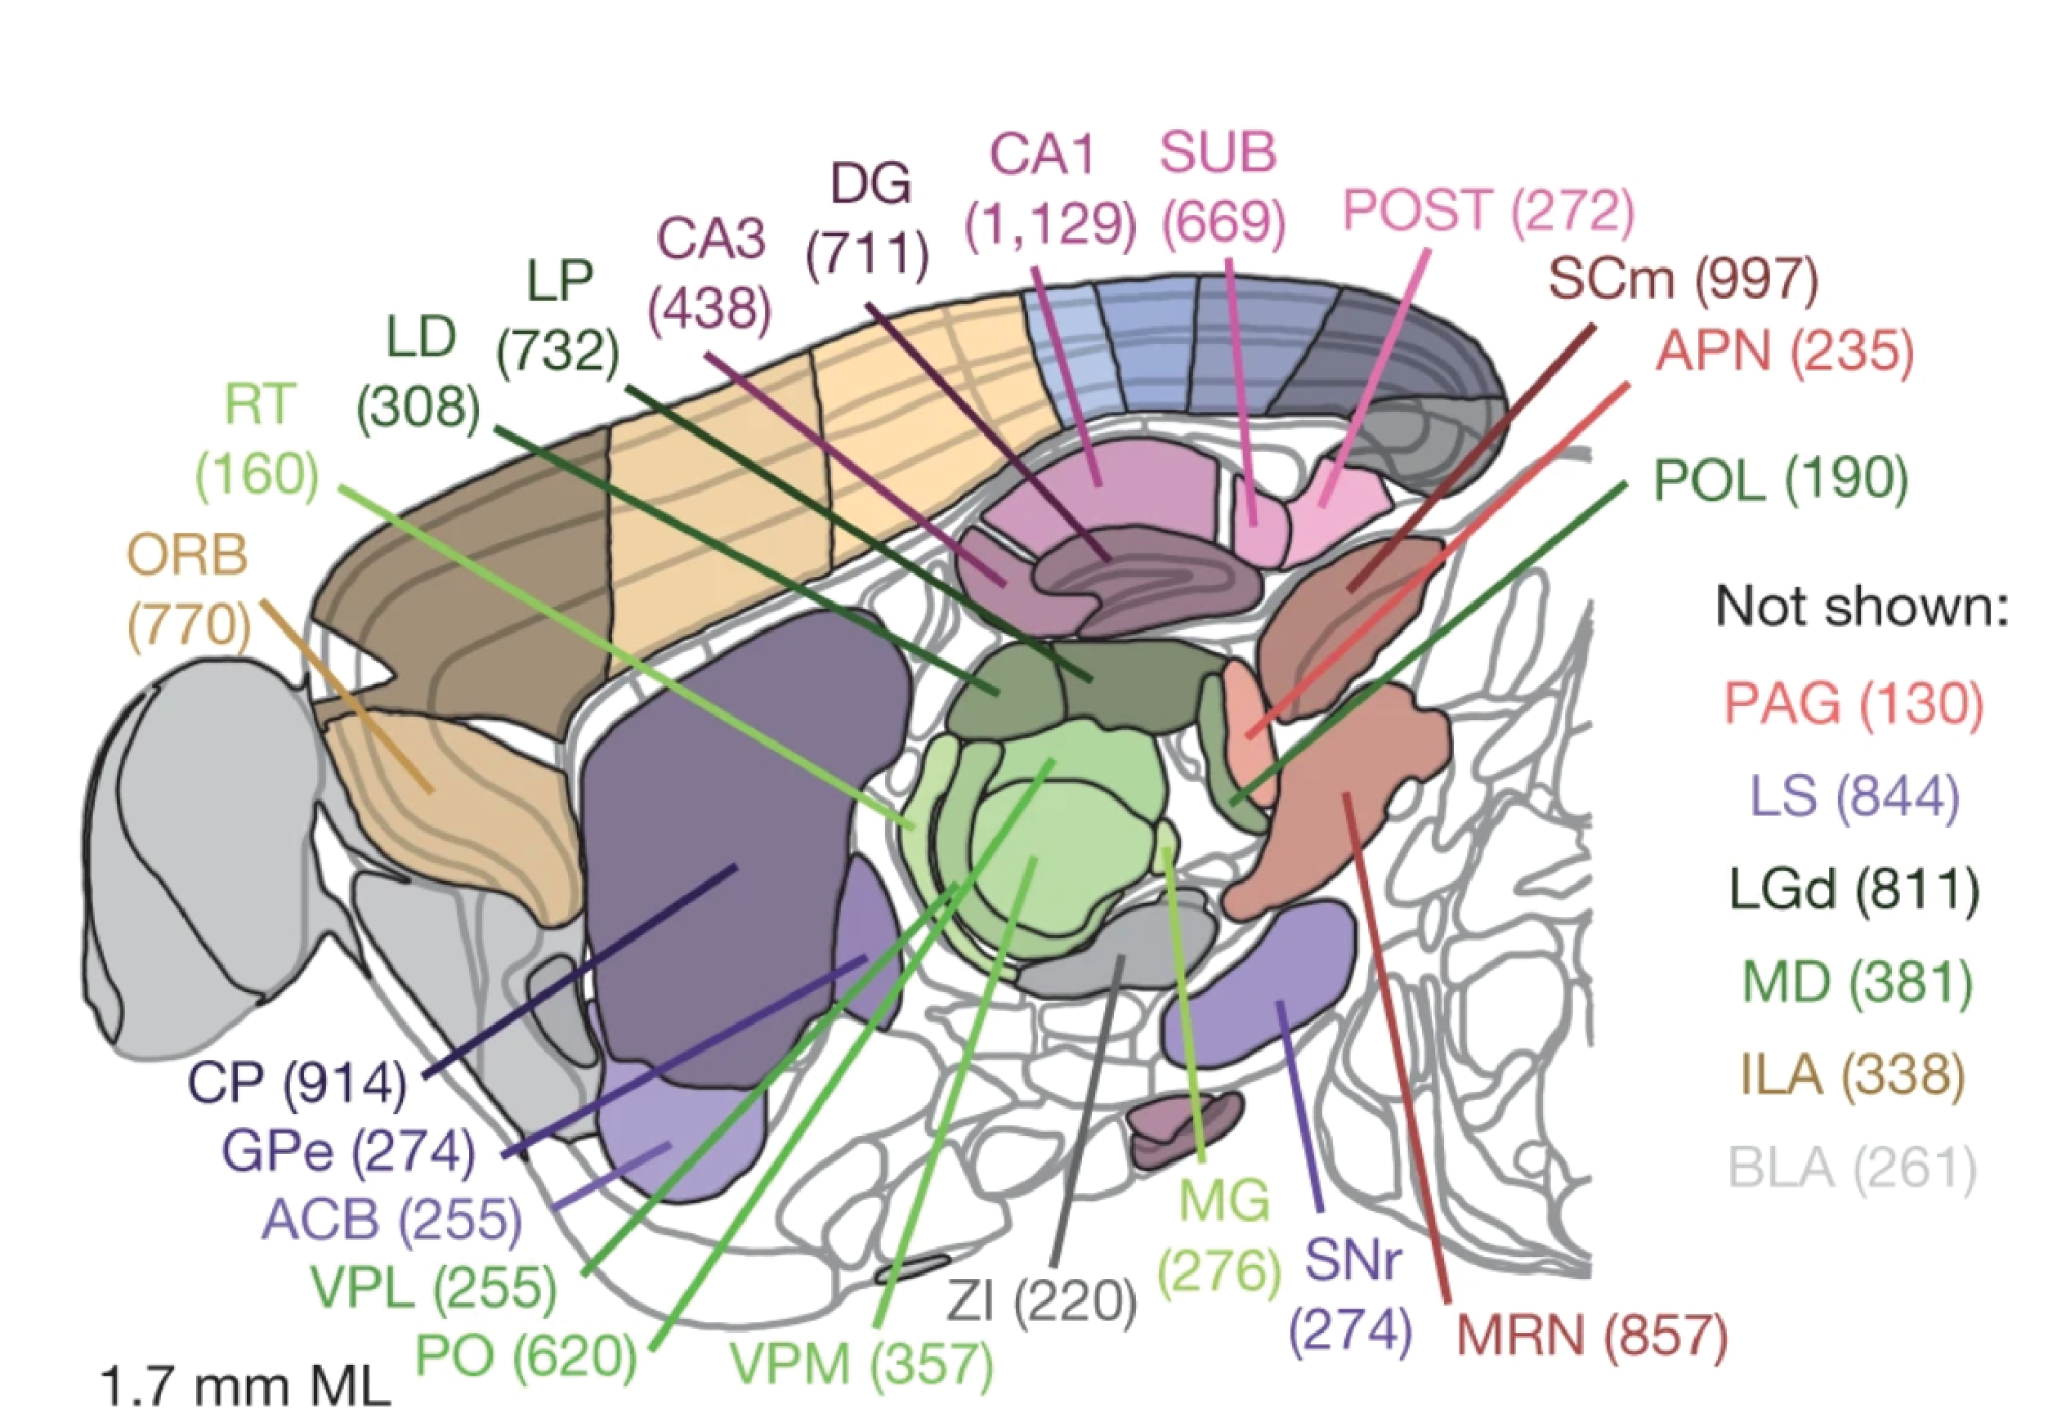 CA1
(1,129)
SUB
(669)
DG
(711)
POST (272)
CA3
(438)
SCm (997)
LP
(732)
APN (235)
LD
(308)
RT
(160)
POL (190)
ORB
(770)
Not shown:
PAG (130)
LS (844)
LGd (811)
MD (381)
ILA (338)
BLA (261)
CP (914)
GPe (274)
ACB (255)
VPL (255)
PO (620)
VPM (357)
ZI (220)
MG
(276)
SNr
(274)
MRN (857)
1.7 mm ML